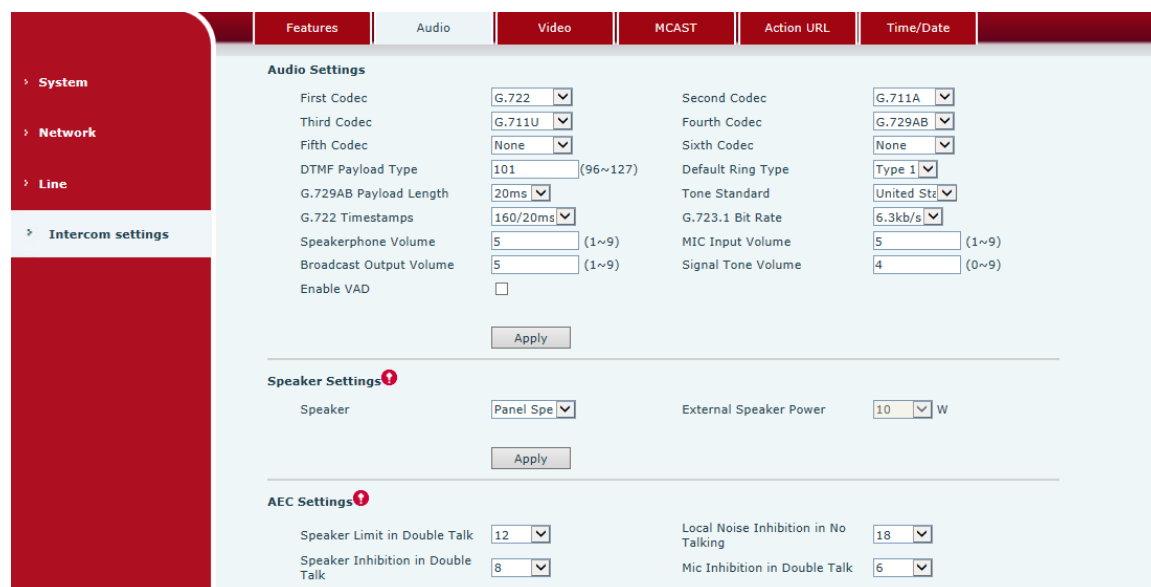 Features Audio Video MCAST Action URL Time/Date
› System
› Network
› Line
› Intercom settings
Audio Settings
First Codec G.722 Second Codec G.711A
Third Codec G.711U Fourth Codec G.729AB
Fifth Codec None Sixth Codec None
DTMF Payload Type 101 (96~127) Default Ring Type Type 1
G.729AB Payload Length 20ms Tone Standard United Sta
G.722 Timestamps 160/20ms G.723.1 Bit Rate 6.3kb/s
Speakerphone Volume 5 (1~9) MIC Input Volume 5 (1~9)
Broadcast Output Volume 5 (1~9) Signal Tone Volume 4 (0~9)
Enable VAD
Apply
Speaker Settings
Speaker Panel Spe External Speaker Power 10 W
Apply
AEC Settings
Speaker Limit in Double Talk 12 Local Noise Inhibition in No
Talking 18
Speaker Inhibition in Double
Talk 8 Mic Inhibition in Double Talk 6